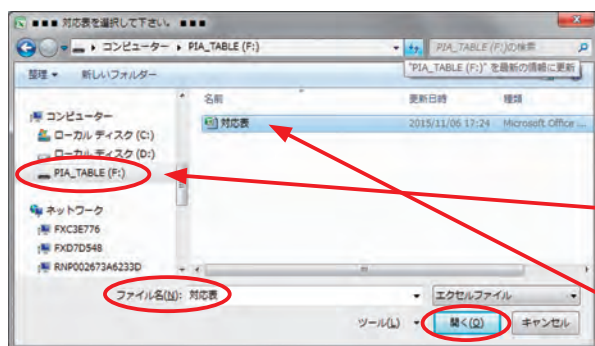 ■■■ 対応表を選択して下さい。 ■■■
コンピューター ▸ PIA_TABLE (F:)
PIA_TABLE (F:)の検索
整理 新しいフォルダー
"PIA_TABLE (F:)" を最新の情報に更新
名前 更新日時 種類
コンピューター
対応表 2015/11/06 17:24 Microsoft Office ...
ローカル ディスク (C:)
ローカル ディスク (D:)
PIA_TABLE (F:)
ネットワーク
FXC3E776
FXD7D548
RNP002673A6233D
ファイル名(N): 対応表
エクセルファイル
ツール(L) 開く(O) キャンセル